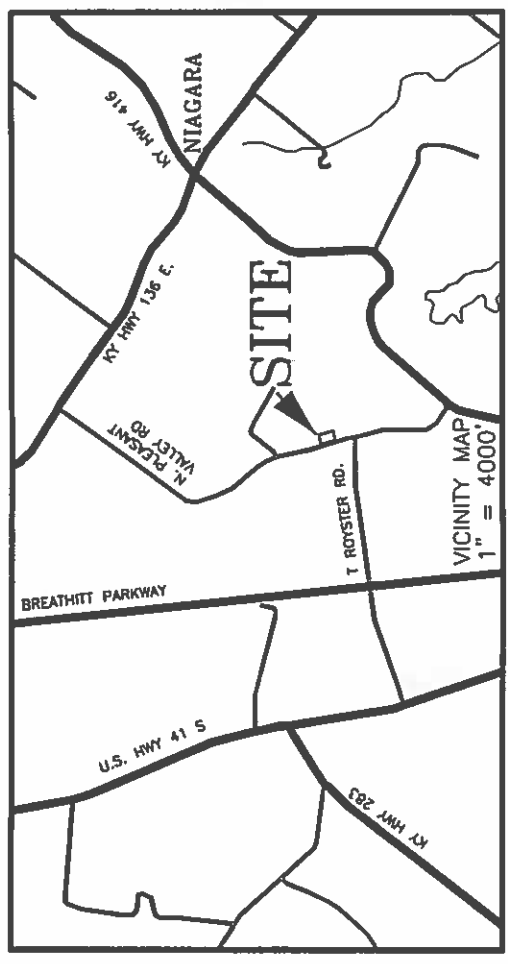 KY HWY 416
NIAGARA
KY HWY 136 E.
SITE
N. PLEASANT
VALLEY RD
T ROYSTER RD.
VICINITY MAP
1" = 4000'
BREATHITT PARKWAY
U.S. HWY 41 S
KY HWY 283